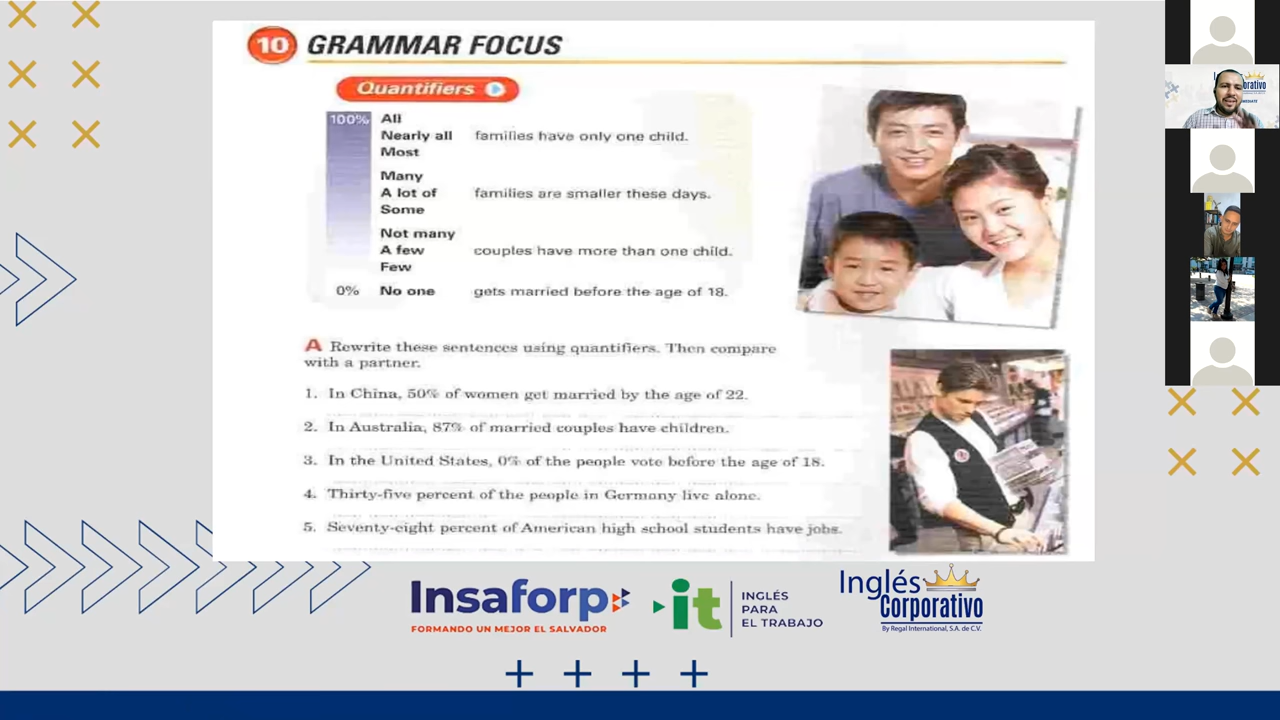 10 GRAMMAR FOCUS
Quantifiers
100% All
Nearly all families have only one child.
Most
Many
A lot of families are smaller these days.
Some
Not many
A few couples have more than one child.
Few
0% No one gets married before the age of 18.
A Rewrite these sentences using quantifiers. Then compare
with a partner.
1. In China, 50% of women get married by the age of 22.
2. In Australia, 87% of married couples have children.
3. In the United States, 0% of the people vote before the age of 18.
4. Thirty-five percent of the people in Germany live alone.
5. Seventy-eight percent of American high school students have jobs.
Insaforp
FORMANDO UN MEJOR EL SALVADOR
it
INGLÉS
PARA
EL TRABAJO
Inglés
Corporativo
By Regal International, S.A. de C.V.